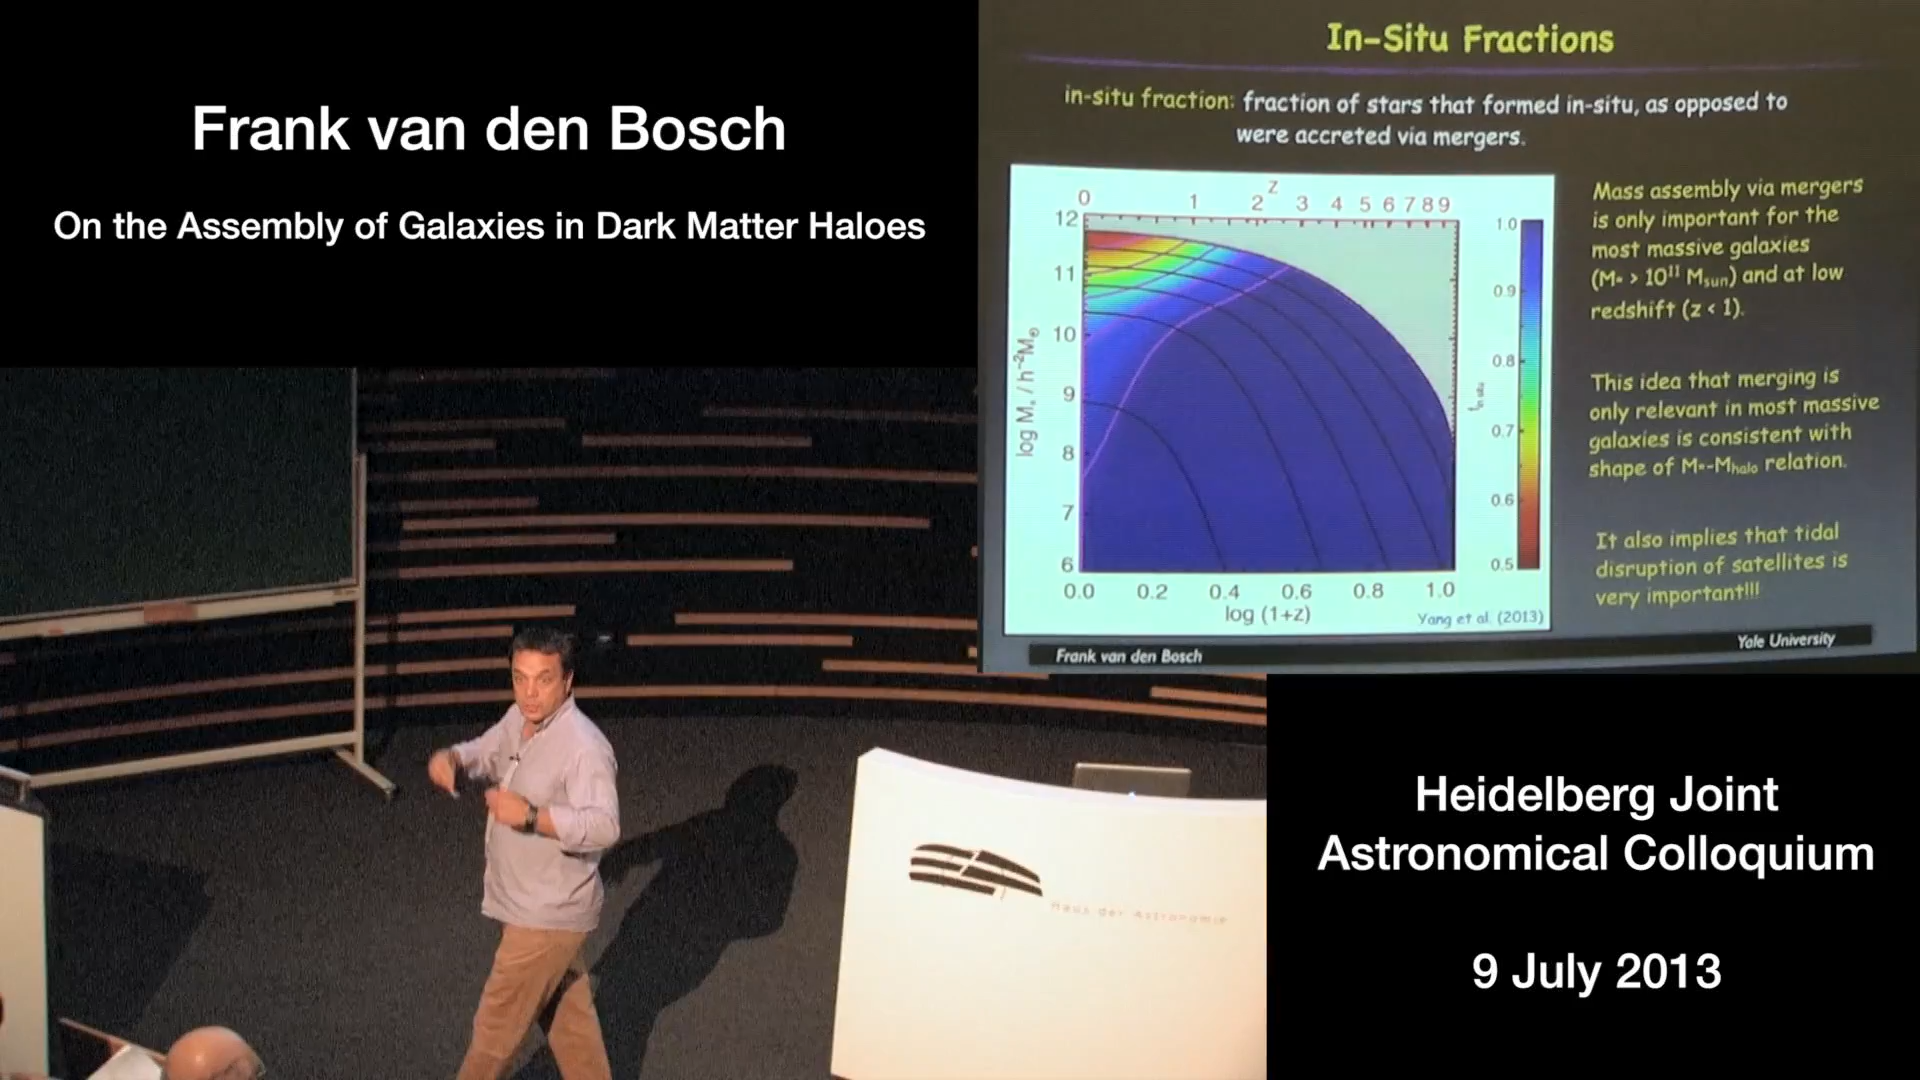 Frank van den Bosch
On the Assembly of Galaxies in Dark Matter Haloes
In-Situ Fractions
in-situ fraction: fraction of stars that formed in-situ, as opposed to
were accreted via mergers.
z
0 1 2 3 4 5 6 7 8 9
12
11
10
9
8
7
6
log M* / h⁻²M☉
0.0 0.2 0.4 0.6 0.8 1.0
log (1+z)
1.0
0.9
0.8
0.7
0.6
0.5
f in situ
Yang et al. (2013)
Mass assembly via mergers
is only important for the
most massive galaxies
(M* > 10¹¹ Msun) and at low
redshift (z < 1).
This idea that merging is
only relevant in most massive
galaxies is consistent with
shape of M*-Mhalo relation.
It also implies that tidal
disruption of satellites is
very important!!!
Frank van den Bosch
Yale University
Haus der Astronomie
Heidelberg Joint
Astronomical Colloquium
9 July 2013